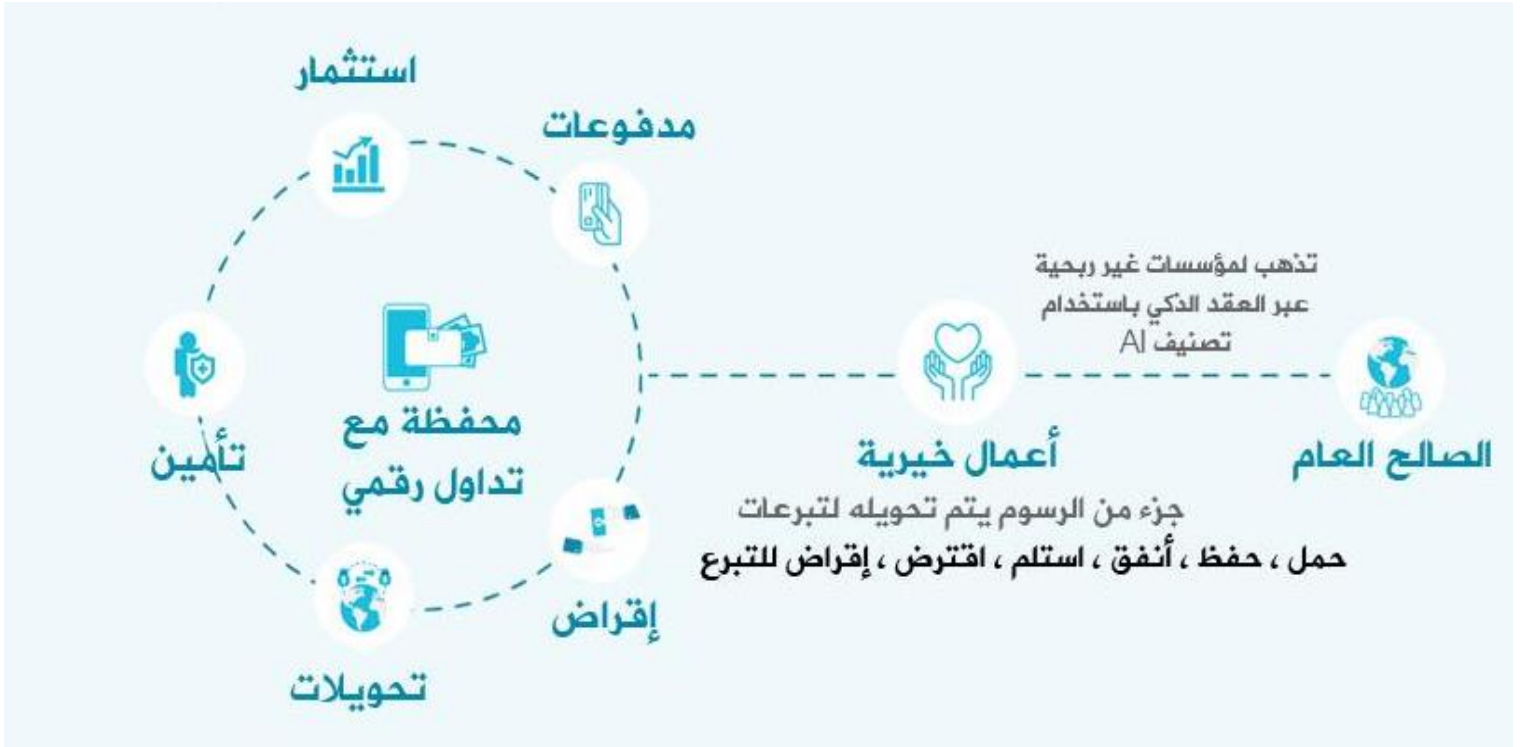 استثمار
مدفوعات
تأمين
محفظة مع
تداول رقمي
إقراض
تحويلات
تذهب لمؤسسات غير ربحية
عبر العقد الذكي باستخدام
تصنيف AI
أعمال خيرية
جزء من الرسوم يتم تحويله لتبرعات
حمل ، حفظ ، أنفق ، استلم ، اقترض ، إقراض للتبرع
الصالح العام